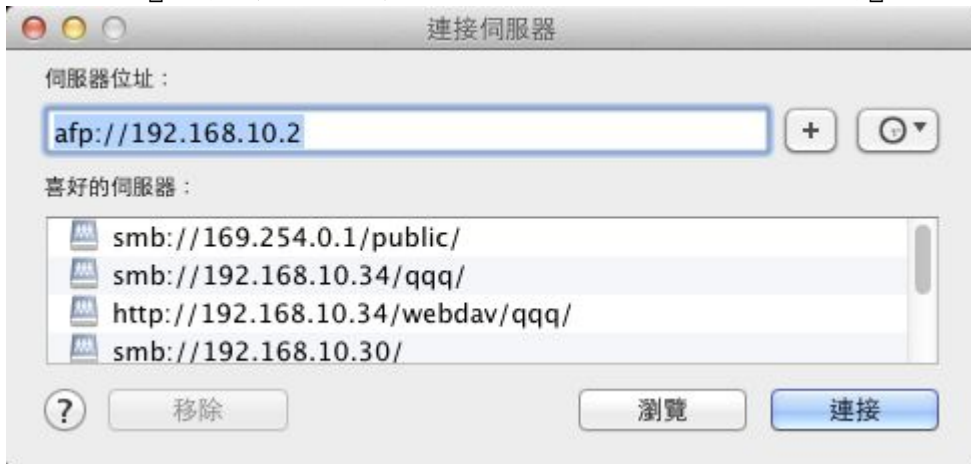 連接伺服器
伺服器位址：
afp://192.168.10.2
+
喜好的伺服器：
smb://169.254.0.1/public/
smb://192.168.10.34/qqq/
http://192.168.10.34/webdav/qqq/
smb://192.168.10.30/
? 移除 瀏覽 連接